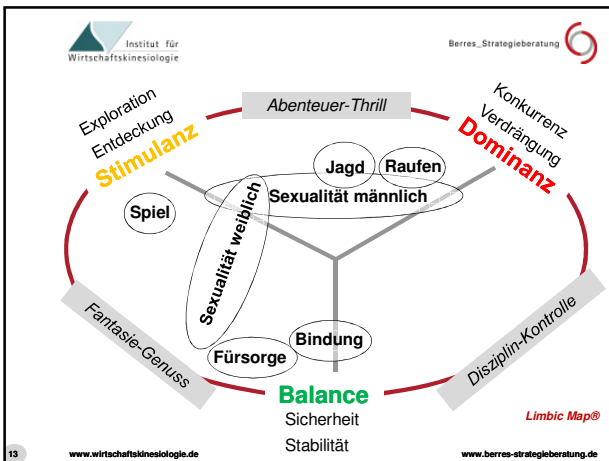 Institut für
Wirtschaftskinesiologie
Berres_Strategieberatung
Exploration
Entdeckung
Stimulanz
Abenteuer-Thrill
Konkurrenz
Verdrängung
Dominanz
Jagd
Raufen
Sexualität männlich
Spiel
Sexualität weiblich
Fantasie-Genuss
Fürsorge
Bindung
Disziplin-Kontrolle
Balance
Sicherheit
Stabilität
Limbic Map®
13
www.wirtschaftskinesiologie.de
www.berres-strategieberatung.de